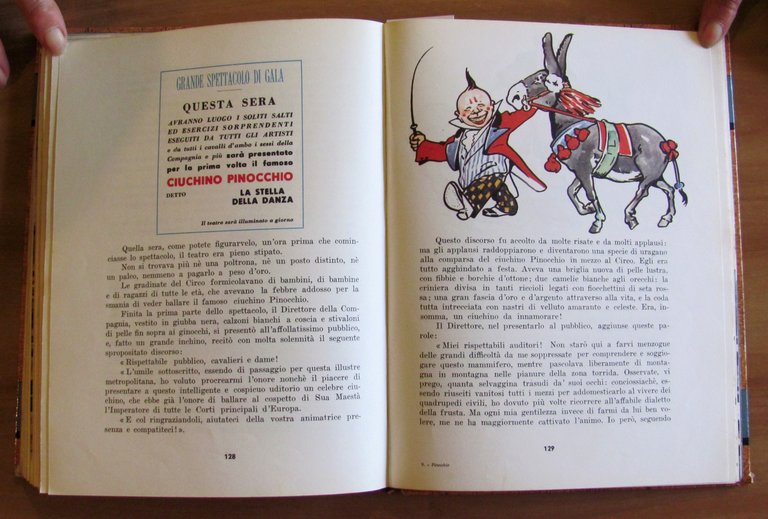 GRANDE SPETTACOLO DI GALA
QUESTA SERA
AVRANNO LUOGO I SOLITI SALTI
ED ESERCIZI SORPRENDENTI
ESEGUITI DA TUTTI GLI ARTISTI
e da tutti i cavalli d'ambo i sessi della
Compagnia e più sarà presentato
per la prima volta il famoso
CIUCHINO PINOCCHIO
DETTO LA STELLA
DELLA DANZA
Il teatro sarà illuminato a giorno
Quella sera, come potete figurarvelo, un'ora prima che comin-
ciasse lo spettacolo, il teatro era pieno stipato.
Non si trovava più nè una poltrona, nè un posto distinto, nè
un palco, nemmeno a pagarlo a peso d'oro.
Le gradinate del Circo formicolavano di bambini, di bambine
e di ragazzi di tutte le età, che avevano la febbre addosso per la
smania di veder ballare il famoso ciuchino Pinocchio.
Finita la prima parte dello spettacolo, il Direttore della Com-
pagnia, vestito in giubba nera, calzoni bianchi a coscia e stivaloni
di pelle fin sopra ai ginocchi, si presentò all'affollatissimo pubblico,
e, fatto un grande inchino, recitò con molta solennità il seguente
spropositato discorso:
« Rispettabile pubblico, cavalieri e dame!
« L'umile sottoscritto, essendo di passaggio per questa illustre
metropolitana, ho voluto procrearmi l'onore nonchè il piacere di
presentare a questo intelligente e cospicuo uditorio un celebre ciu-
chino, che ebbe già l'onore di ballare al cospetto di Sua Maestà
l'Imperatore di tutte le Corti principali d'Europa.
« E col ringraziandoli, aiutateci della vostra animatrice pre-
senza e compatiteci! ».
128
Questo discorso fu accolto da molte risate e da molti applausi:
ma gli applausi raddoppiarono e diventarono una specie di uragano
alla comparsa del ciuchino Pinocchio in mezzo al Circo. Egli era
tutto agghindato a festa. Aveva una briglia nuova di pelle lustra,
con fibbie e borchie d'ottone; due camelie bianche agli orecchi: la
criniera divisa in tanti riccioli legati con fiocchettini di seta ros-
sa; una gran fascia d'oro e d'argento attraverso alla vita, e la coda
tutta intrecciata con nastri di velluto amarante e celeste. Era, in-
somma, un ciuchino da innamorare!
Il Direttore, nel presentarlo al pubblico, aggiunse queste pa-
role:
« Miei rispettabili auditori! Non starò qui a farvi menzogne
delle grandi difficoltà da me soppressate per comprendere e soggio-
gare questo mammifero, mentre pascolava liberamente di montagna
in montagna nelle pianure della zona torrida. Osservate, vi
prego, quanta selvaggina trasudi da' suoi occhi: conciossiachè, es-
sendo riusciti vanitosi tutti i mezzi per addomesticarlo al vivere dei
quadrupedi civili, ho dovuto più volte ricorrere all'affabile dialetto
della frusta. Ma ogni mia gentilezza invece di farmi da lui ben vo-
lere, me ne ha maggiormente cattivato l'animo. Io però, seguendo
129
9. - Pinocchio